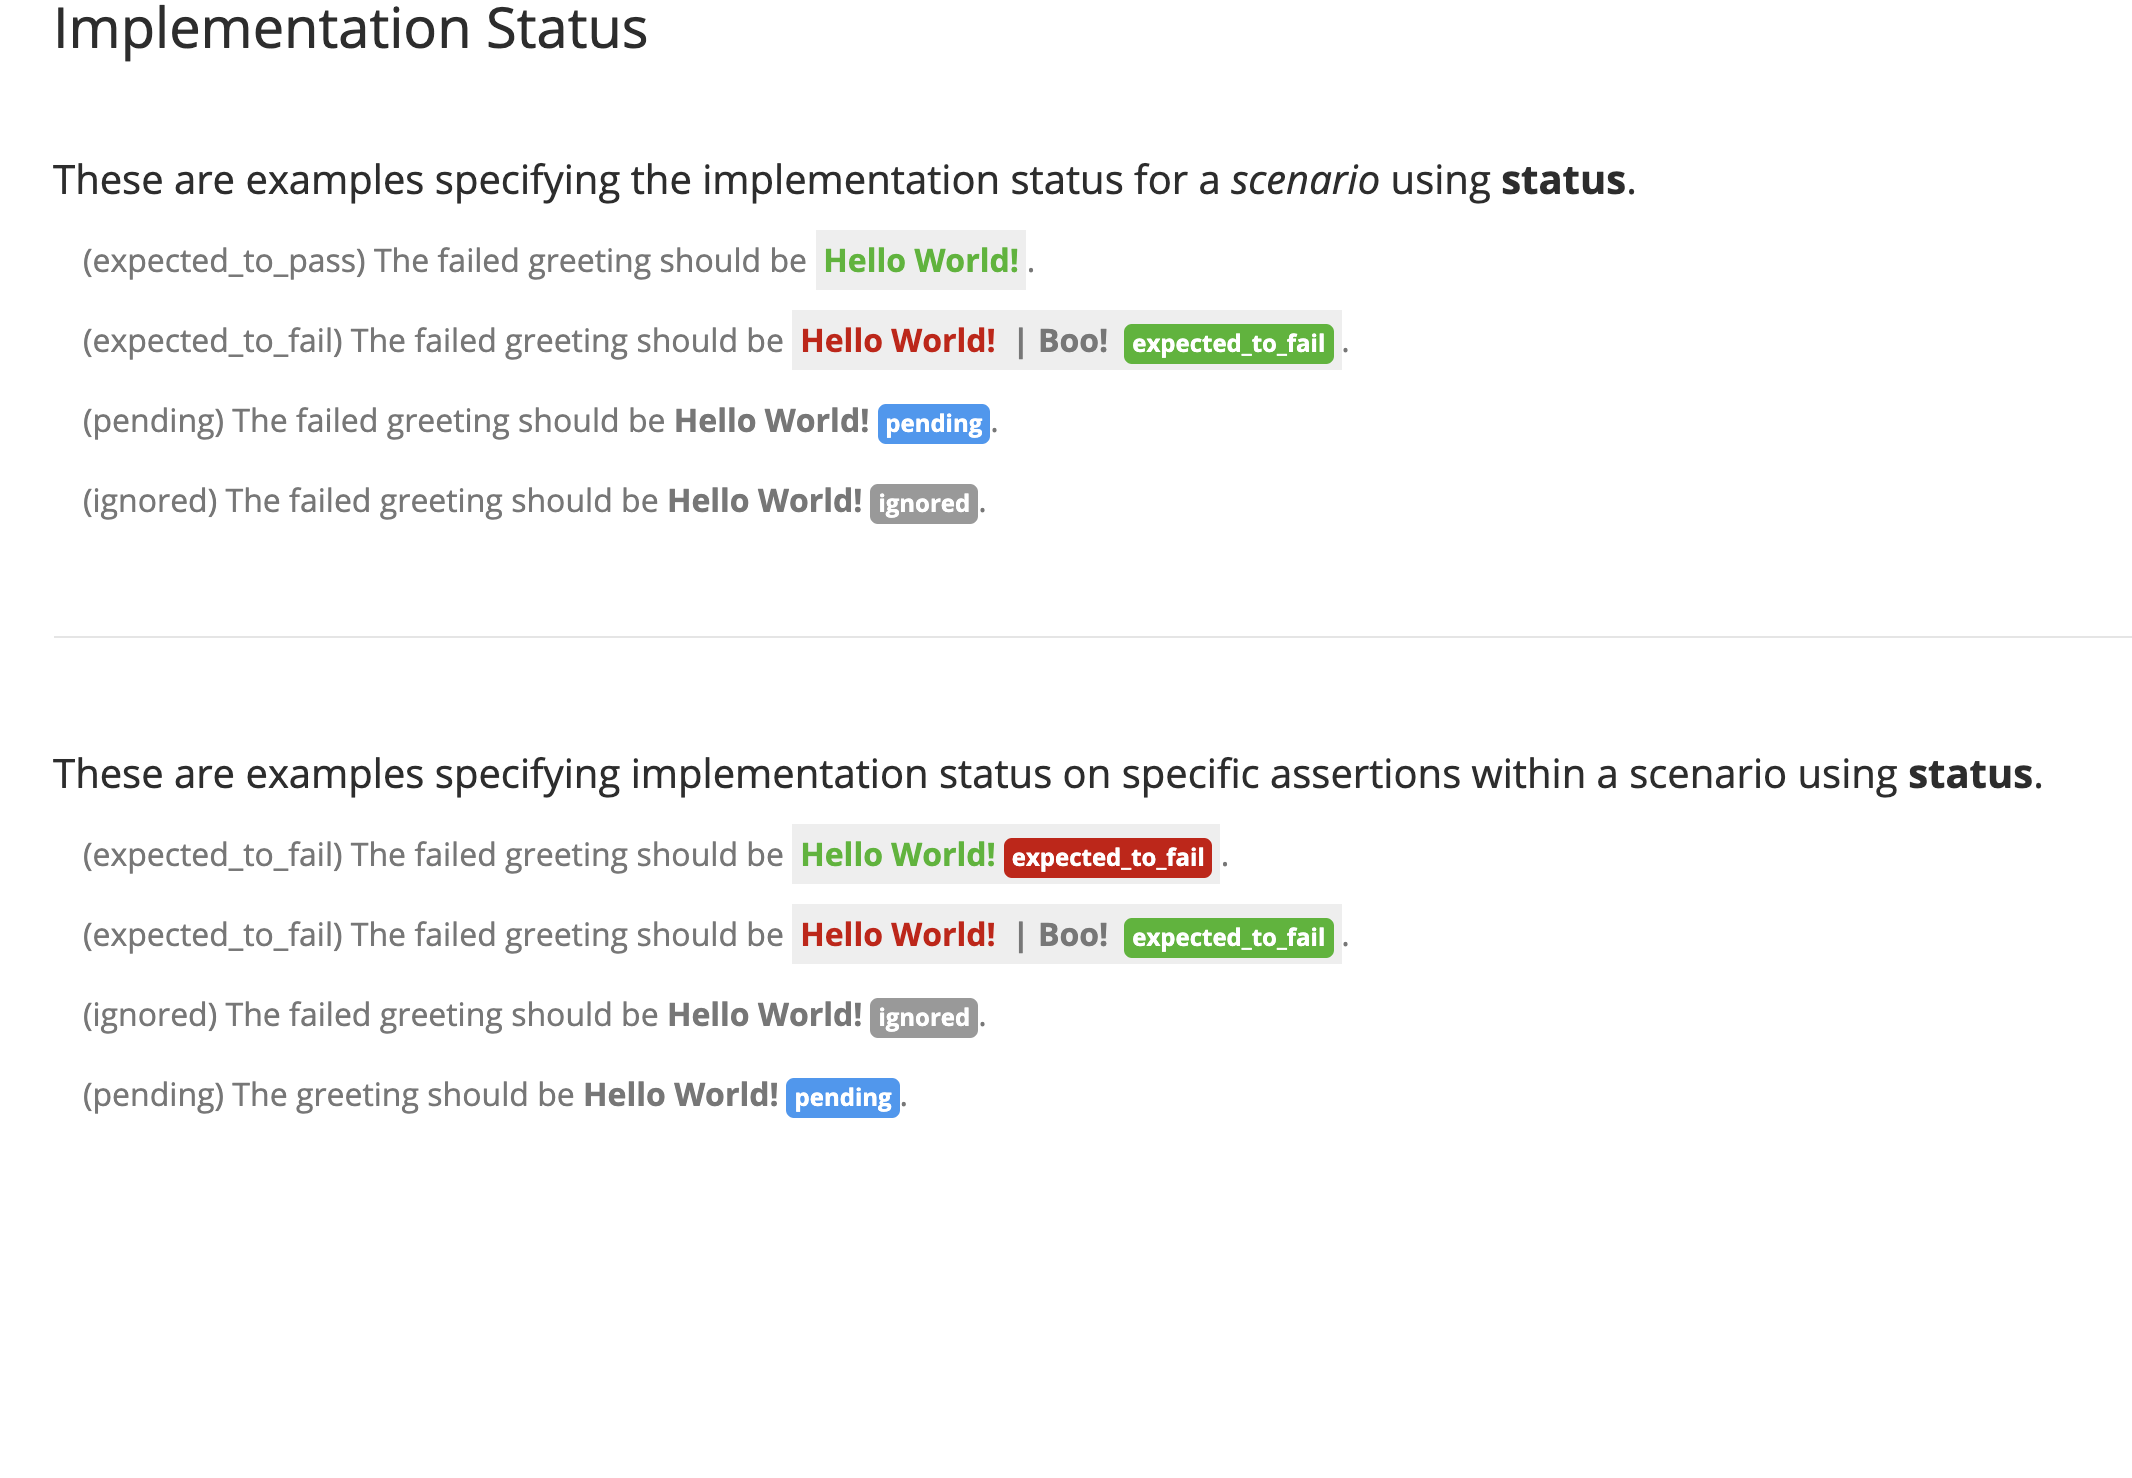 Implementation Status
These are examples specifying the implementation status for a scenario using status.
(expected_to_pass) The failed greeting should be Hello World! .
(expected_to_fail) The failed greeting should be Hello World! | Boo! expected_to_fail .
(pending) The failed greeting should be Hello World! pending .
(ignored) The failed greeting should be Hello World! ignored .
These are examples specifying implementation status on specific assertions within a scenario using status.
(expected_to_fail) The failed greeting should be Hello World! expected_to_fail .
(expected_to_fail) The failed greeting should be Hello World! | Boo! expected_to_fail .
(ignored) The failed greeting should be Hello World! ignored .
(pending) The greeting should be Hello World! pending .